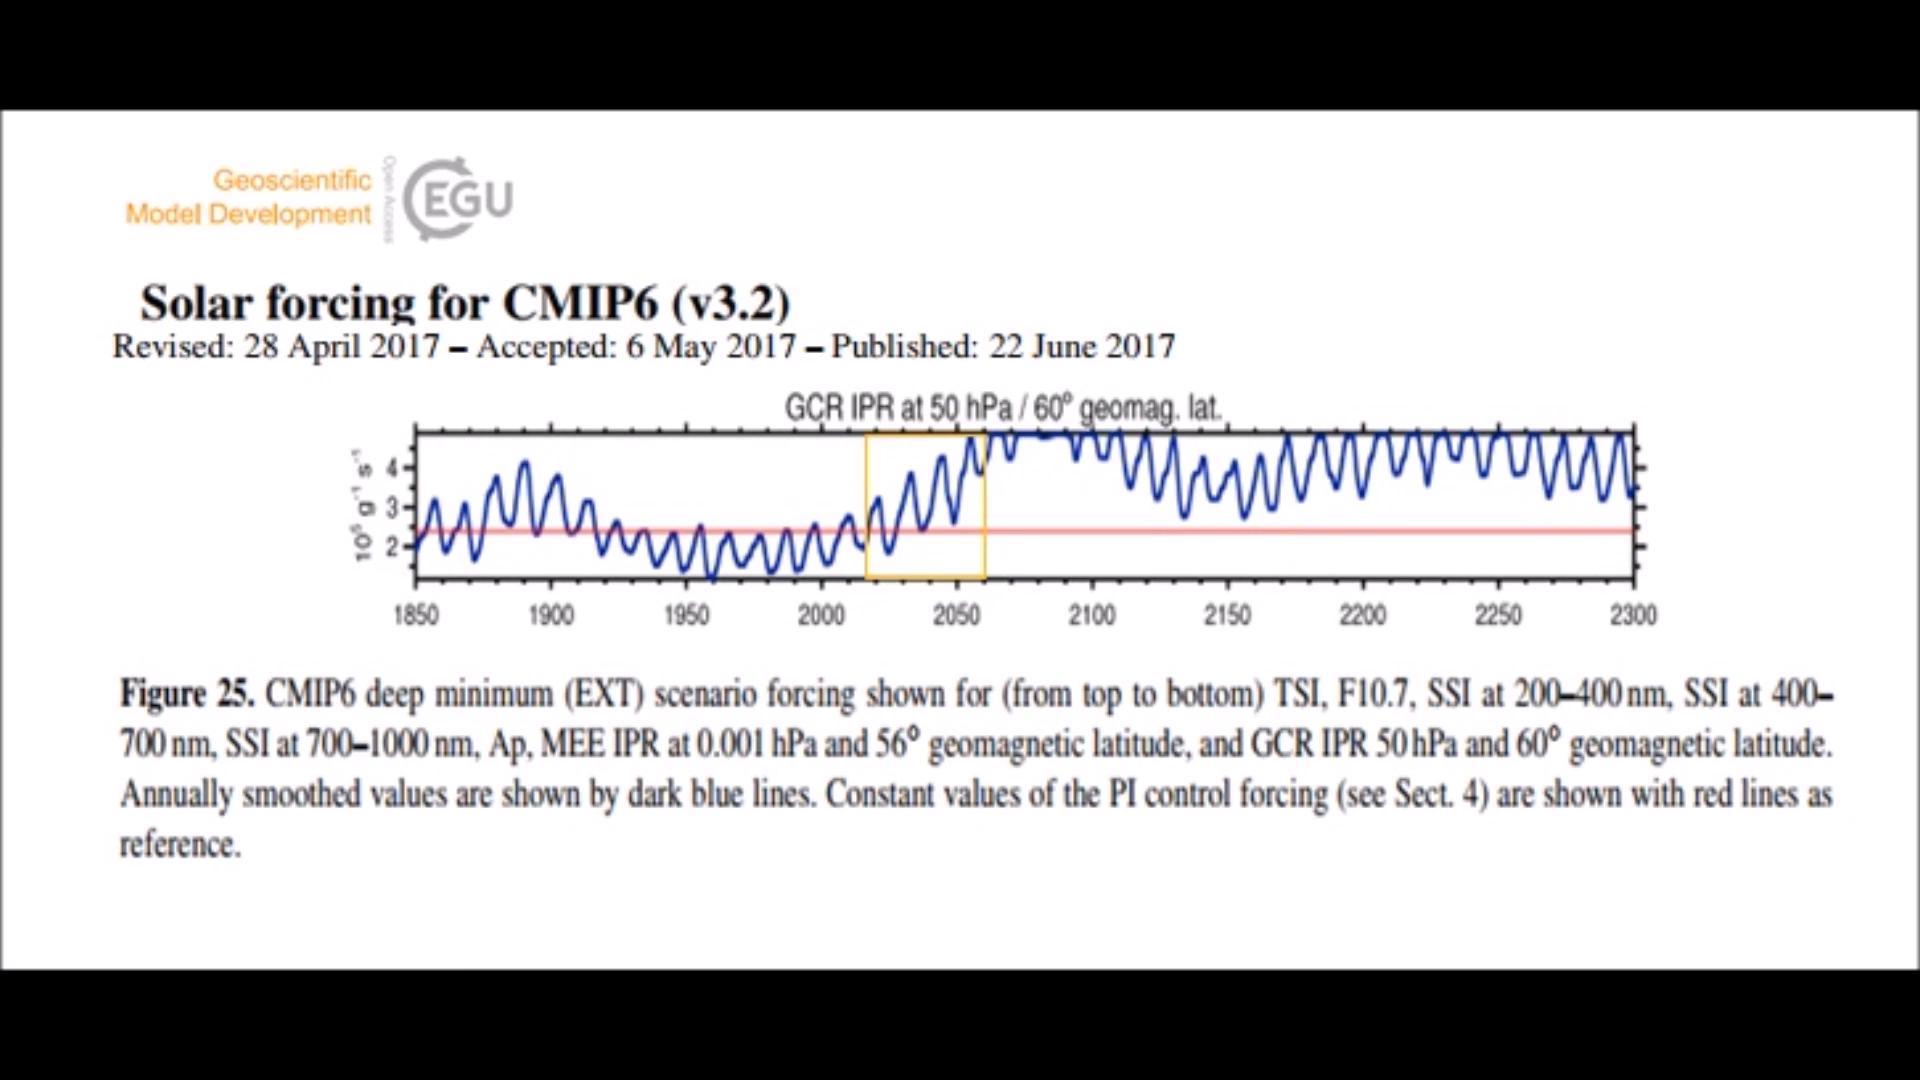 Geoscientific
Model Development
Open Access
EGU
Solar forcing for CMIP6 (v3.2)
Revised: 28 April 2017 – Accepted: 6 May 2017 – Published: 22 June 2017
GCR IPR at 50 hPa / 60° geomag. lat.
10⁵ g⁻¹ s⁻¹
4
3
2
1850 1900 1950 2000 2050 2100 2150 2200 2250 2300
Figure 25. CMIP6 deep minimum (EXT) scenario forcing shown for (from top to bottom) TSI, F10.7, SSI at 200–400 nm, SSI at 400–
700 nm, SSI at 700–1000 nm, Ap, MEE IPR at 0.001 hPa and 56° geomagnetic latitude, and GCR IPR 50 hPa and 60° geomagnetic latitude.
Annually smoothed values are shown by dark blue lines. Constant values of the PI control forcing (see Sect. 4) are shown with red lines as
reference.